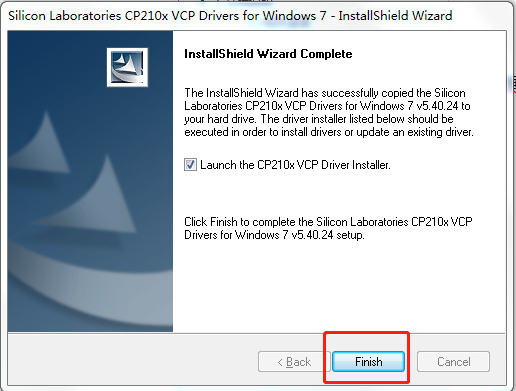 Silicon Laboratories CP210x VCP Drivers for Windows 7 - InstallShield Wizard
InstallShield Wizard Complete
The InstallShield Wizard has successfully copied the Silicon
Laboratories CP210x VCP Drivers for Windows 7 v5.40.24 to
your hard drive. The driver installer listed below should be
executed in order to install drivers or update an existing driver.
Launch the CP210x VCP Driver Installer.
Click Finish to complete the Silicon Laboratories CP210x VCP
Drivers for Windows 7 v5.40.24 setup.
< Back
Finish
Cancel